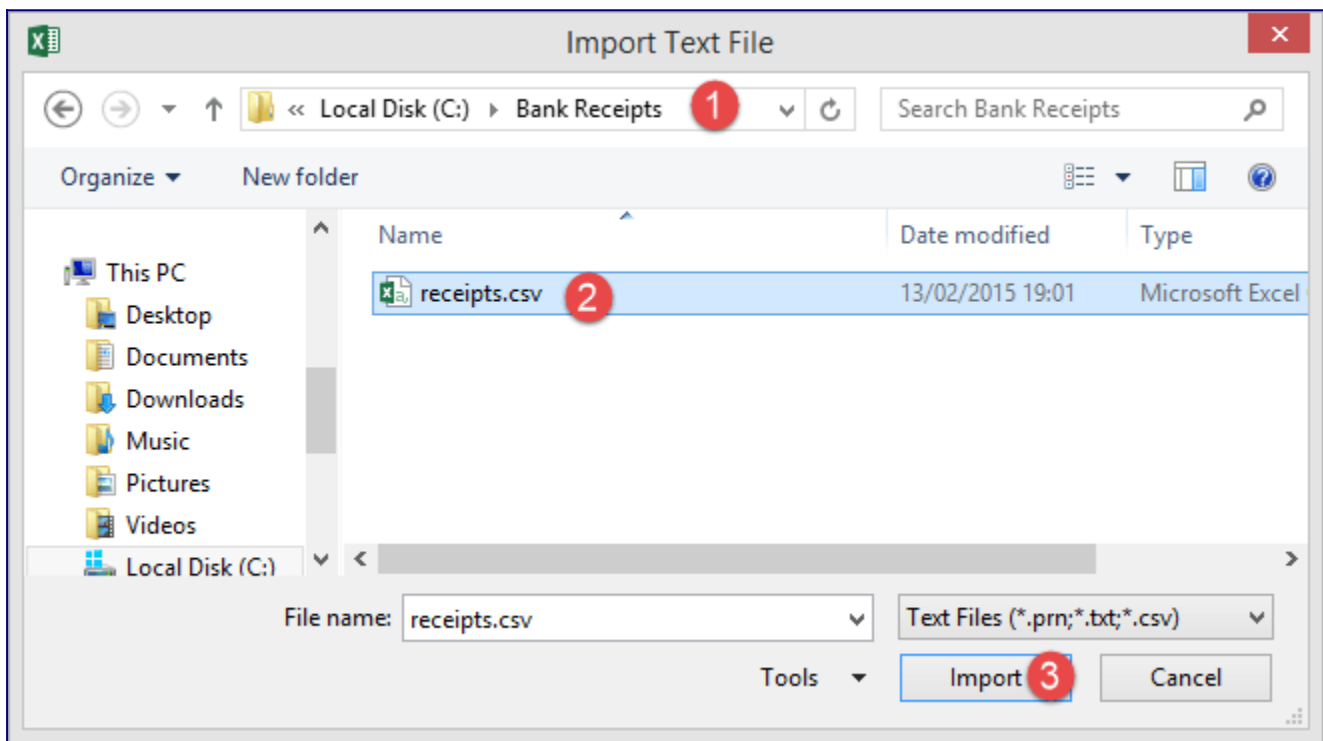 Import Text File
« Local Disk (C:) Bank Receipts 1 Search Bank Receipts
Organize New folder
Name Date modified Type
This PC
receipts.csv 2 13/02/2015 19:01 Microsoft Excel
Desktop
Documents
Downloads
Music
Pictures
Videos
Local Disk (C:)
File name: receipts.csv Text Files (*.prn;*.txt;*.csv)
Tools Import 3 Cancel